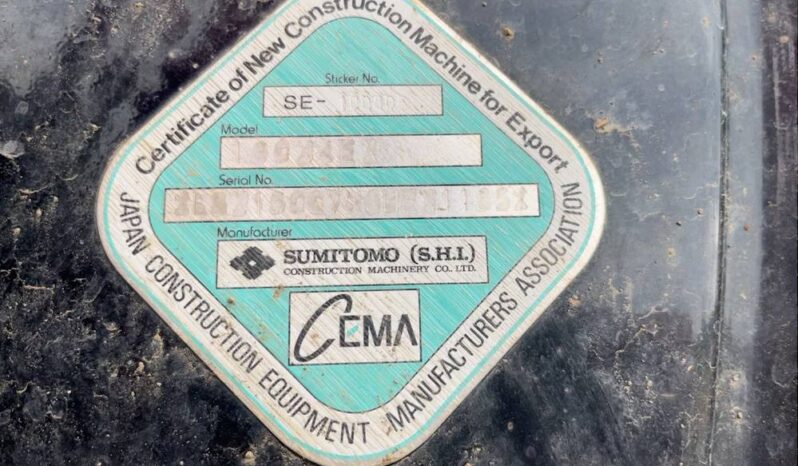 Certificate of New Construction Machine for Export
Sticker No.
SE-
Model
Serial No.
Manufacturer
SUMITOMO (S.H.I.)
CONSTRUCTION MACHINERY CO., LTD.
CEMA
JAPAN CONSTRUCTION EQUIPMENT MANUFACTURERS ASSOCIATION